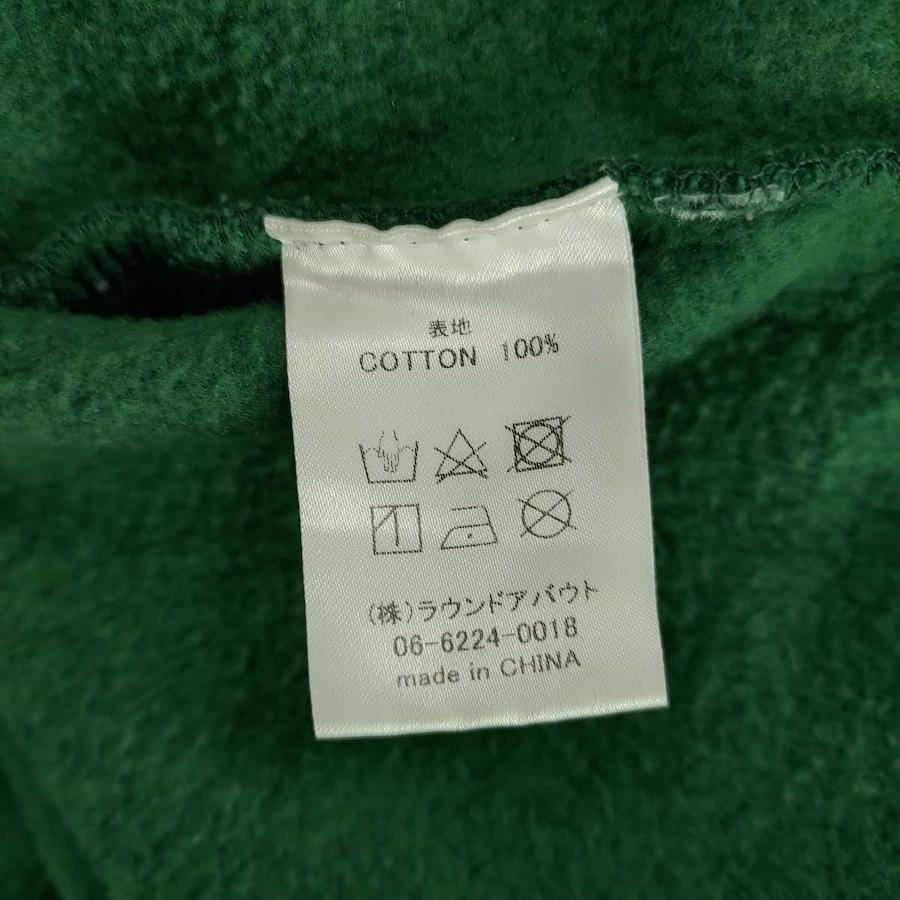 表地
COTTON 100%
(株)ラウンドアバウト
06-6224-0018
made in CHINA